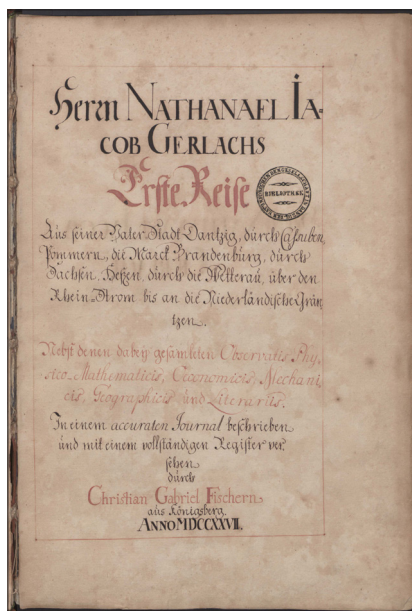 Herrn NATHANAEL IA-
COB GERLACHS
Erste Reise
BIBLIOTHEK
Aus seiner Vater Stadt Dantzig, durch Cassuben,
Pommern, die Marck Brandenburg, durch
Sachsen, Heßen, durch die Wetterau, über den
Rhein Strom bis an die Niederländische Grän
tzen.
Nebst denen dabey gesamleten Observatis Phy-
sico-Mathematicis, Oeconomicis, Mechani
cis, Geographicis und Literariis.
In einem accuraten Journal beschrieben
und mit einem vollständigen Register ver
sehen
durch
Christian Gabriel Fischern
aus Königsberg.
ANNO MDCCXXVII.